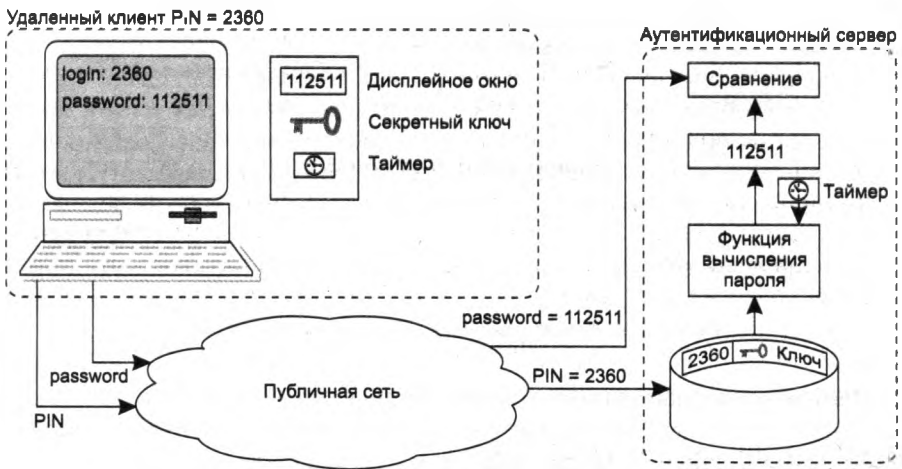 Удаленный клиент PIN = 2360
login: 2360
password: 112511
112511
Дисплейное окно
Секретный ключ
Таймер
Аутентификационный сервер
Сравнение
112511
Таймер
Функция
вычисления
пароля
2360
Ключ
password = 112511
PIN = 2360
Публичная сеть
password
PIN